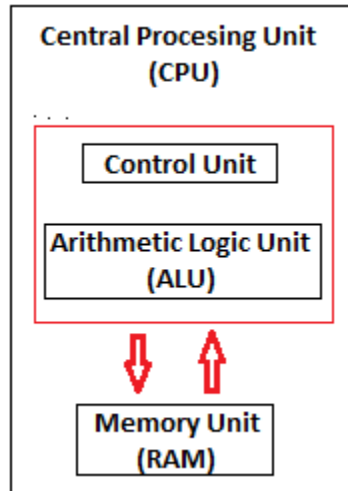 Central Procesing Unit
(CPU)
. . .
Control Unit
Arithmetic Logic Unit
(ALU)
Memory Unit
(RAM)